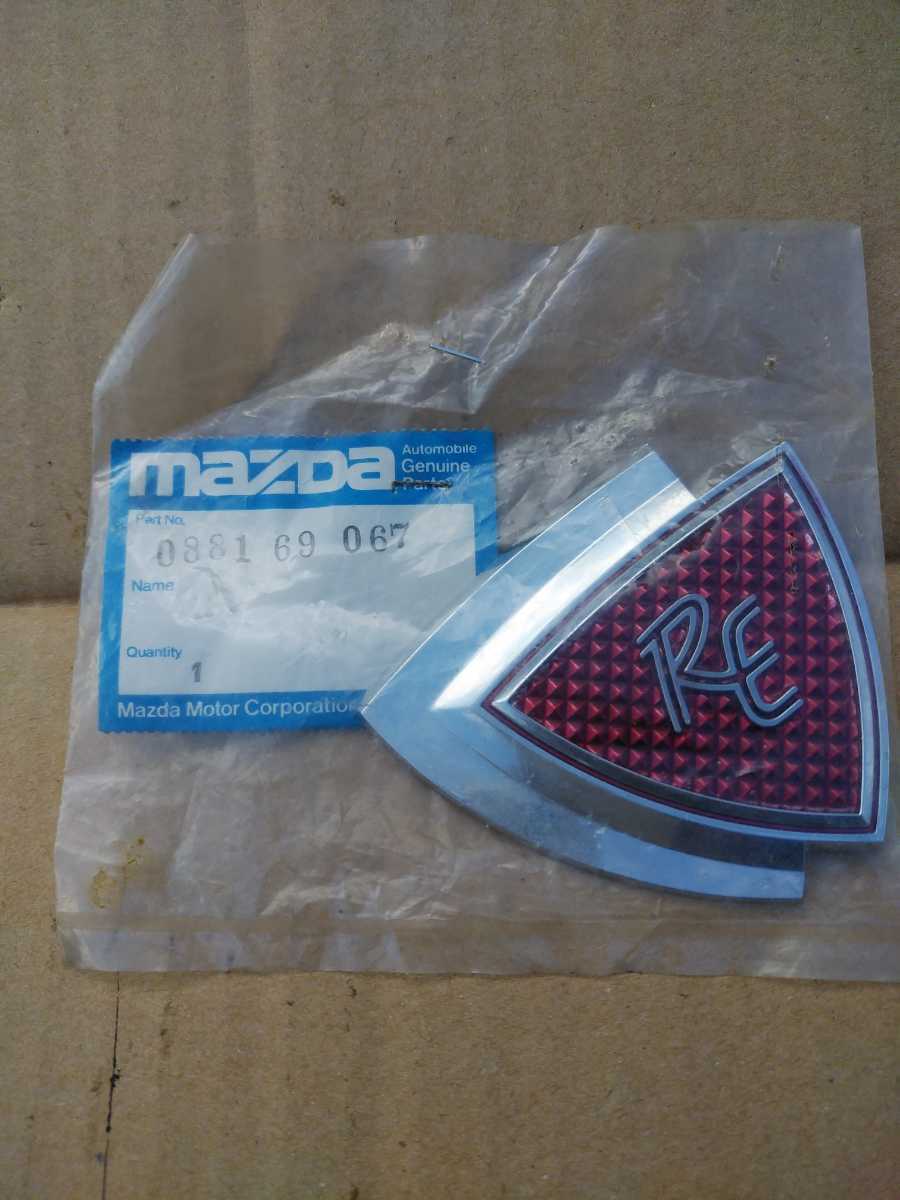 mazda
Automobile
Genuine
Parts
Part No.
0881 69 067
Name
Quantity
1
Mazda Motor Corporation
RE